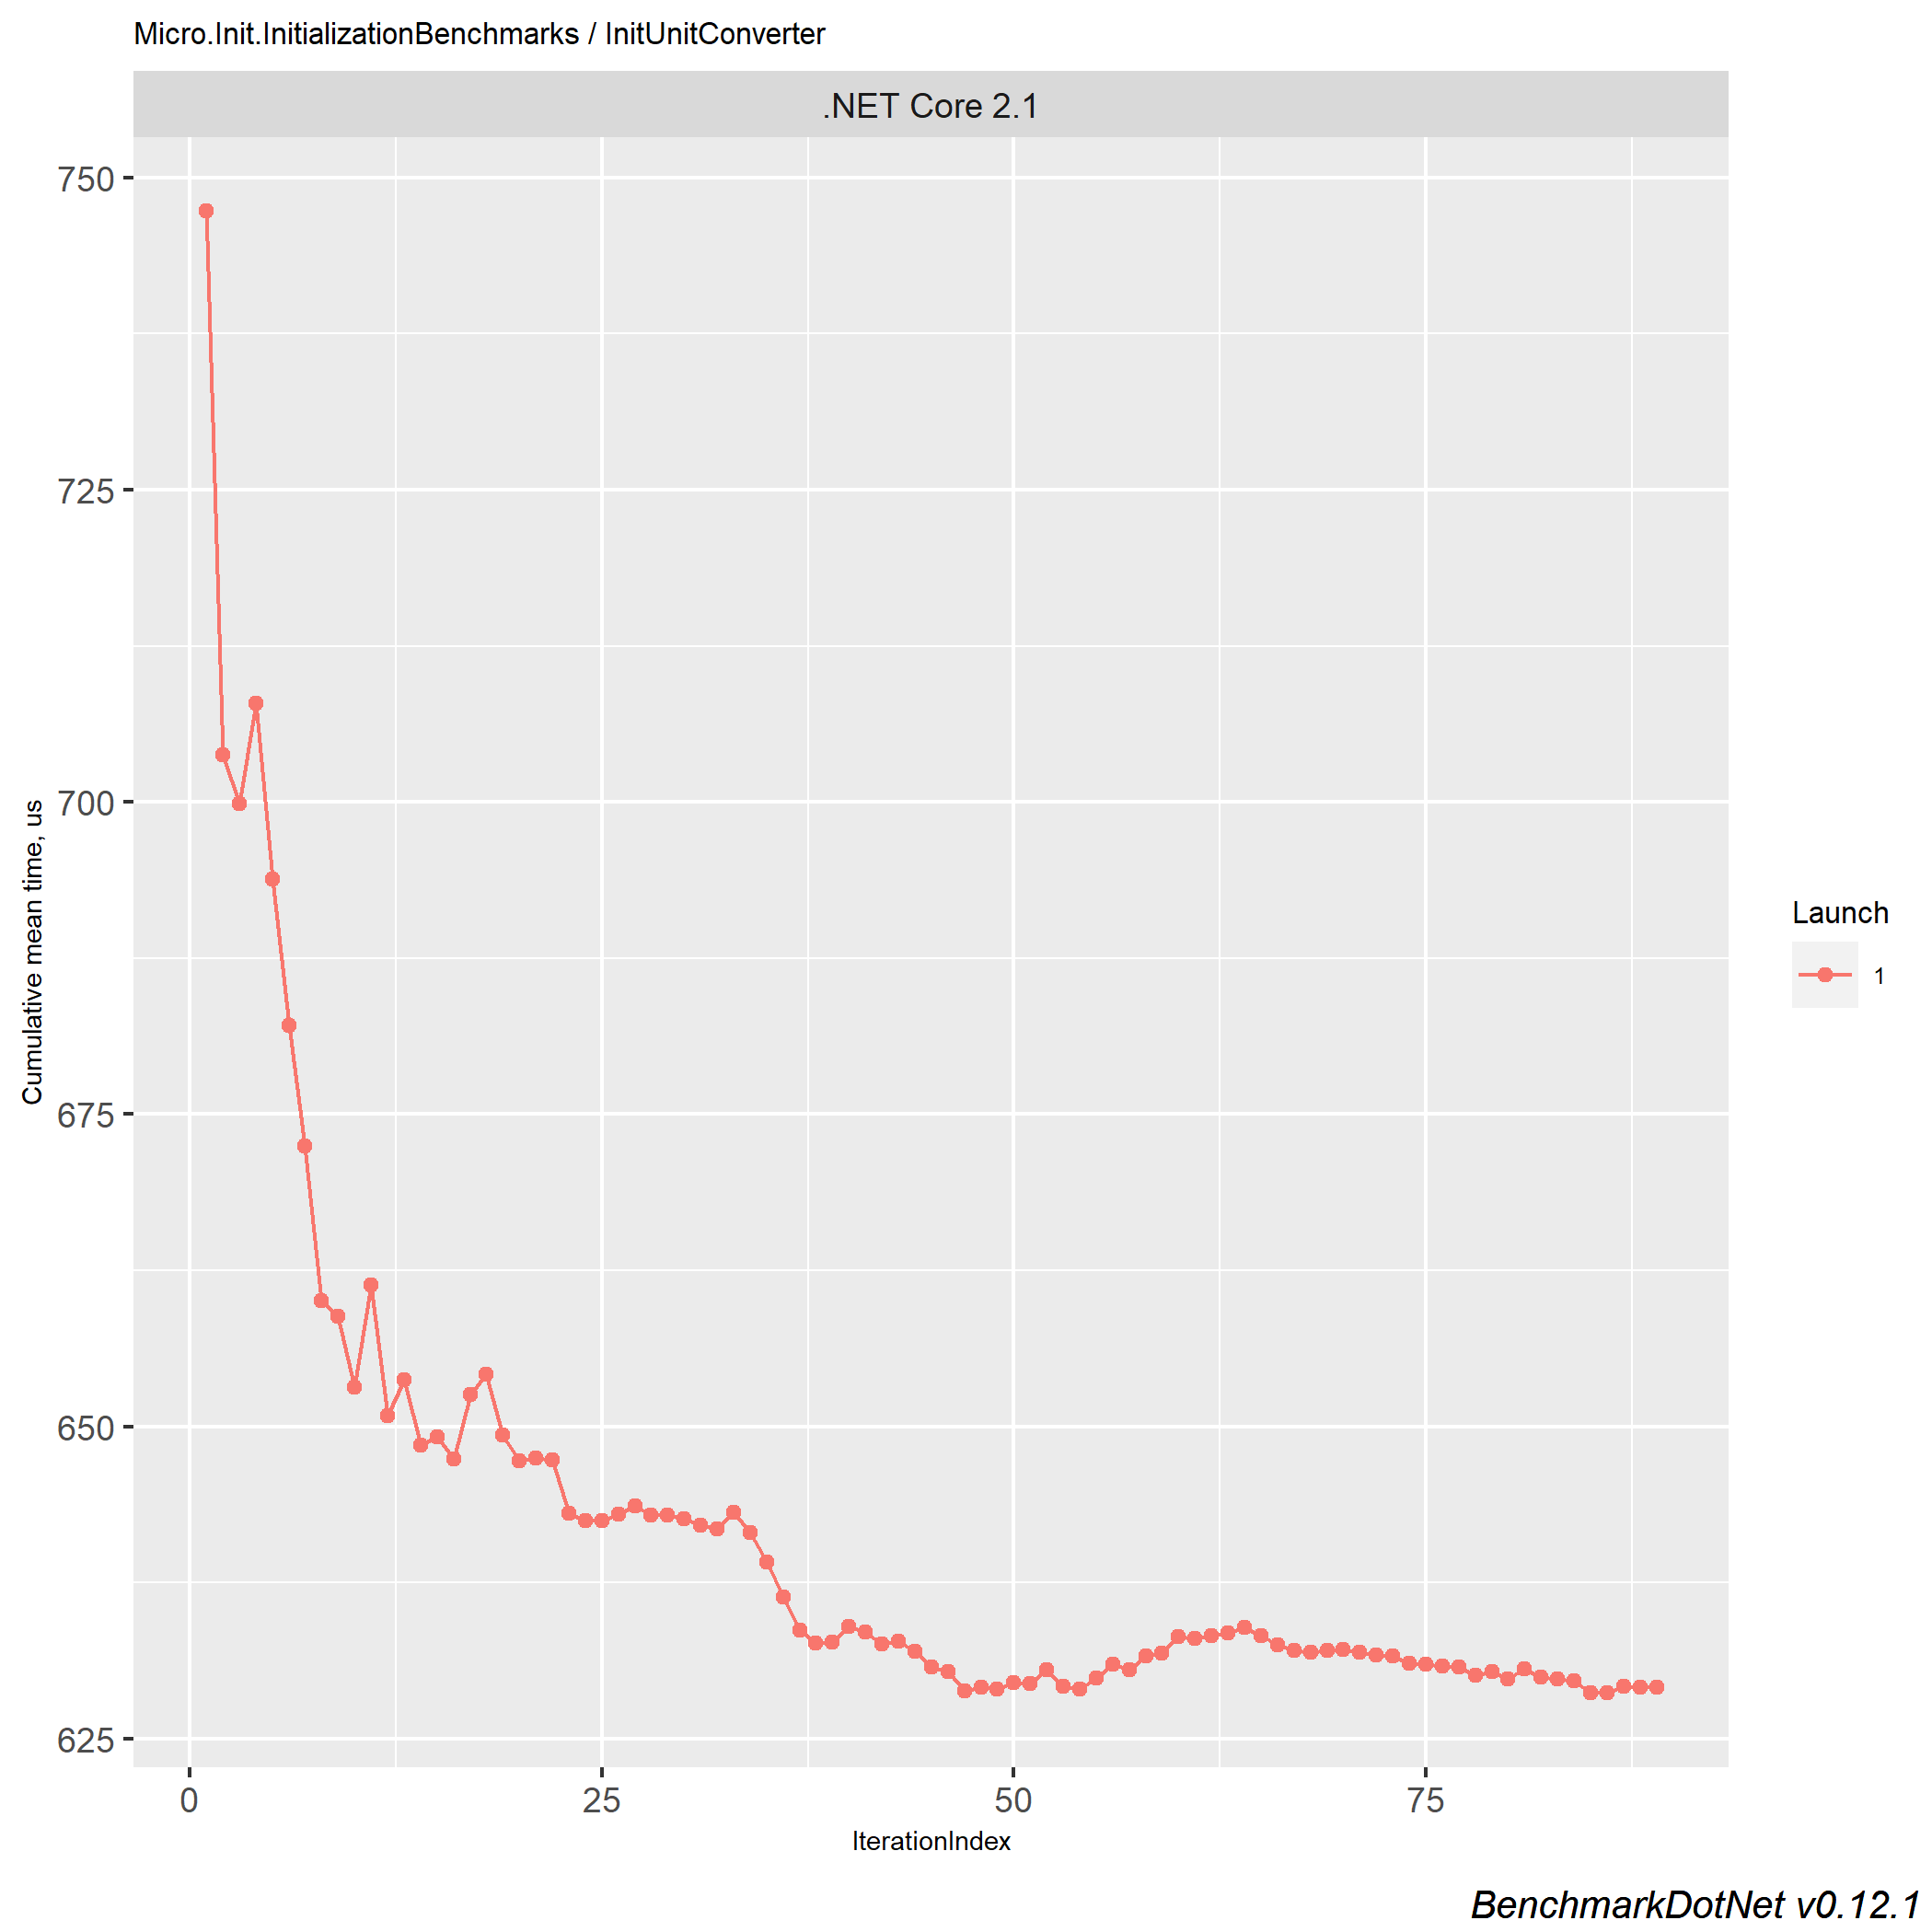 Micro.Init.InitializationBenchmarks / InitUnitConverter
.NET Core 2.1
750
725
700
675
650
625
Cumulative mean time, us
0 25 50 75
IterationIndex
Launch
1
BenchmarkDotNet v0.12.1